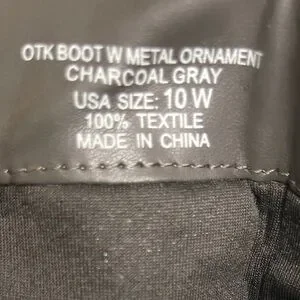 OTK BOOT W METAL ORNAMENT
CHARCOAL GRAY
USA SIZE: 10 W
100% TEXTILE
MADE IN CHINA